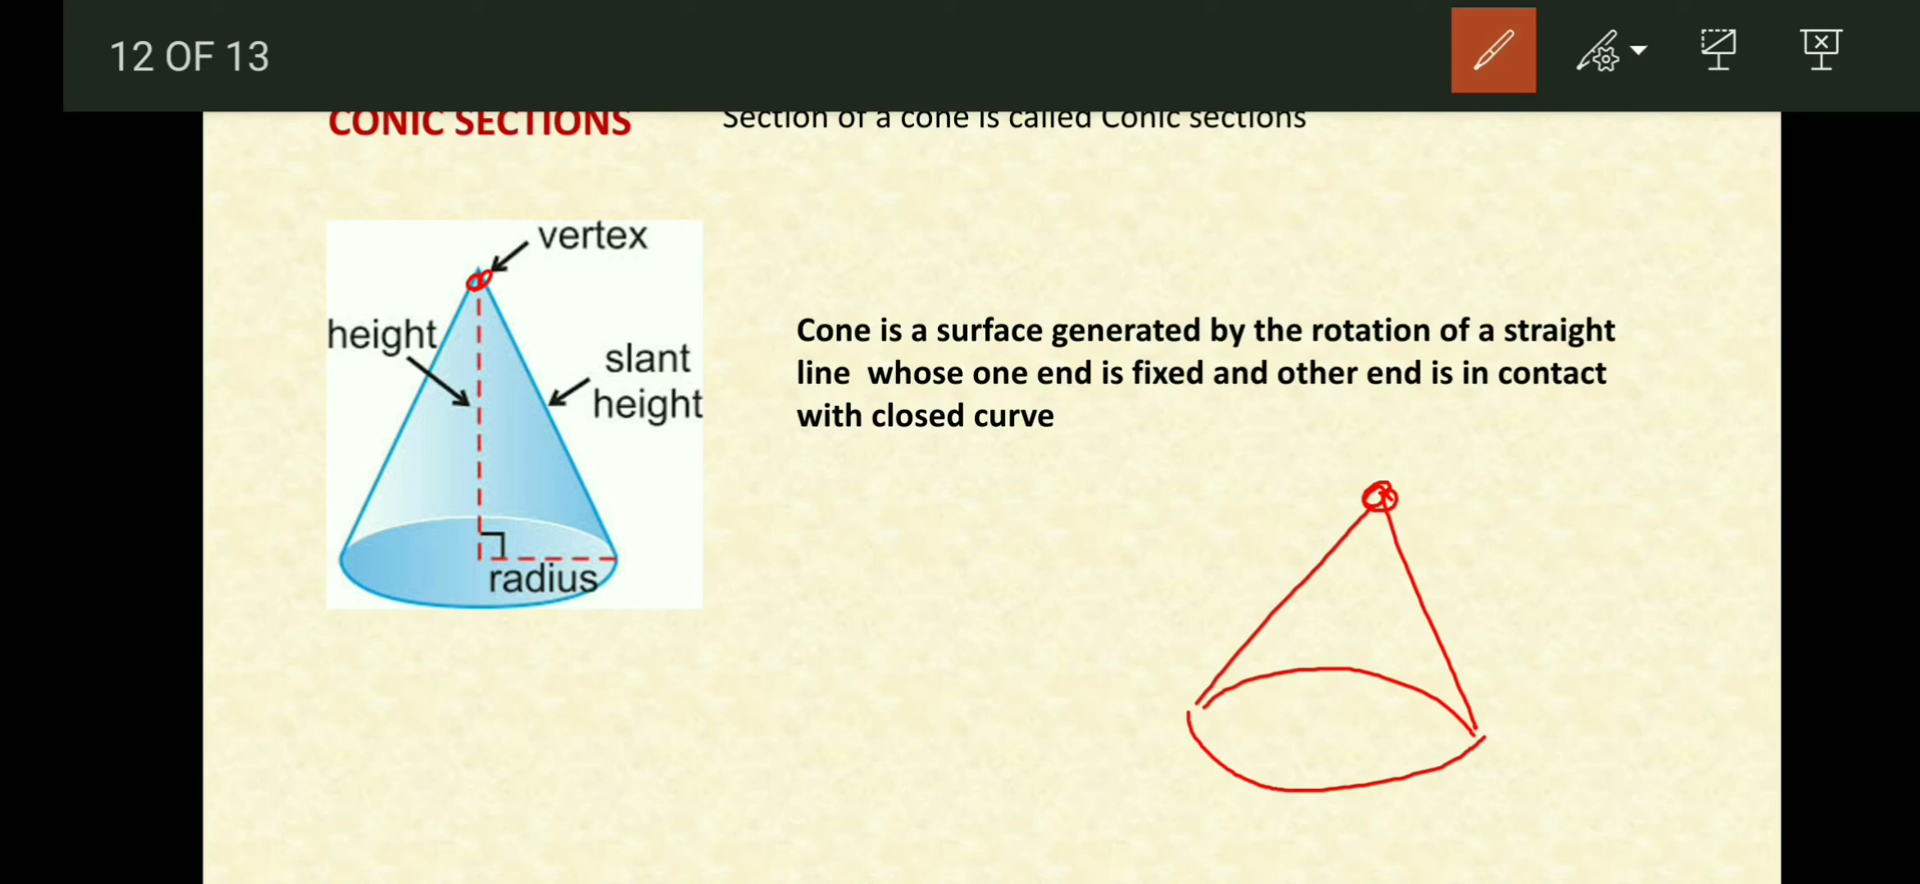 12 OF 13
CONIC SECTIONS
Section of a cone is called Conic sections
vertex
height
slant
height
radius
Cone is a surface generated by the rotation of a straight
line whose one end is fixed and other end is in contact
with closed curve